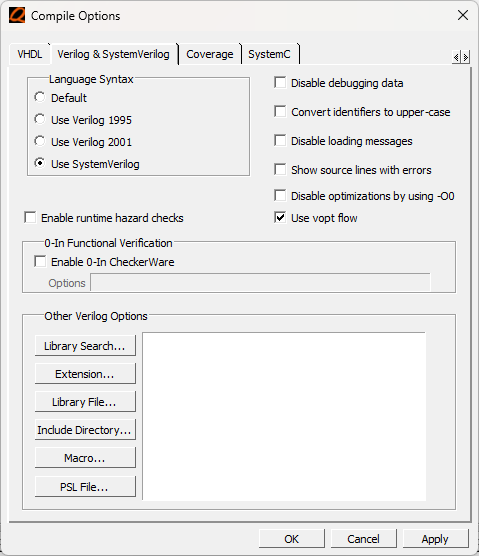 Compile Options
VHDL
Verilog & SystemVerilog
Coverage
SystemC
Language Syntax
Default
Use Verilog 1995
Use Verilog 2001
Use SystemVerilog
Disable debugging data
Convert identifiers to upper-case
Disable loading messages
Show source lines with errors
Disable optimizations by using -O0
Enable runtime hazard checks
Use vopt flow
0-In Functional Verification
Enable 0-In CheckerWare
Options
Other Verilog Options
Library Search...
Extension...
Library File...
Include Directory...
Macro...
PSL File...
OK
Cancel
Apply